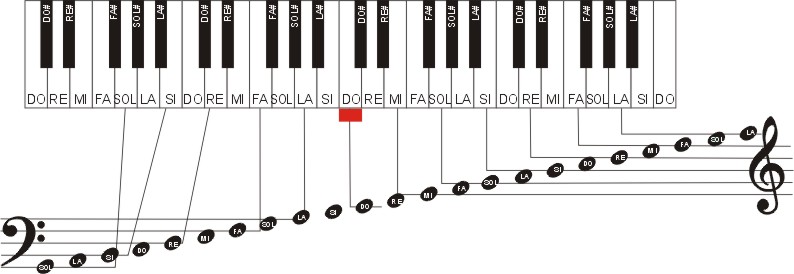 DO# RE# FA# SOL# LA# DO# RE# FA# SOL# LA# DO# RE# FA# SOL# LA# DO# RE# FA# SOL# LA#
DO RE MI FA SOL LA SI DO RE MI FA SOL LA SI DO RE MI FA SOL LA SI DO RE MI FA SOL LA SI DO
SOL LA SI DO RE MI FA SOL LA SI DO RE MI FA SOL LA SI DO RE MI FA SOL LA